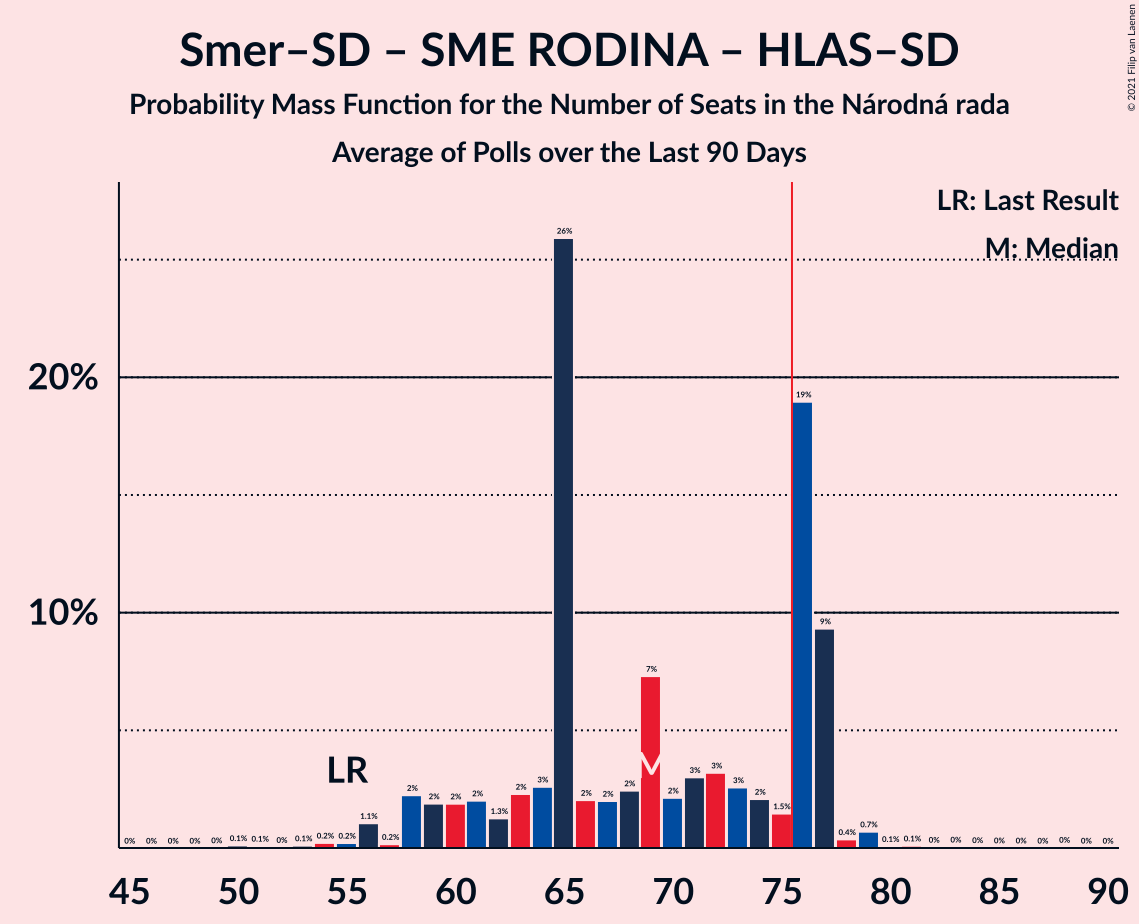 Smer–SD – SME RODINA – HLAS–SD
Probability Mass Function for the Number of Seats in the Národná rada
Average of Polls over the Last 90 Days
© 2021 Filip van Laenen
LR: Last Result
M: Median
20%
10%
LR
M
0% 0% 0% 0% 0% 0.1% 0.1% 0% 0.1% 0.2% 0.2% 1.1% 0.2% 2% 2% 2% 2% 1.3% 2% 3% 26% 2% 2% 2% 7% 2% 3% 3% 3% 2% 1.5% 19% 9% 0.4% 0.7% 0.1% 0.1% 0% 0% 0% 0% 0% 0% 0% 0% 0%
45 50 55 60 65 70 75 80 85 90